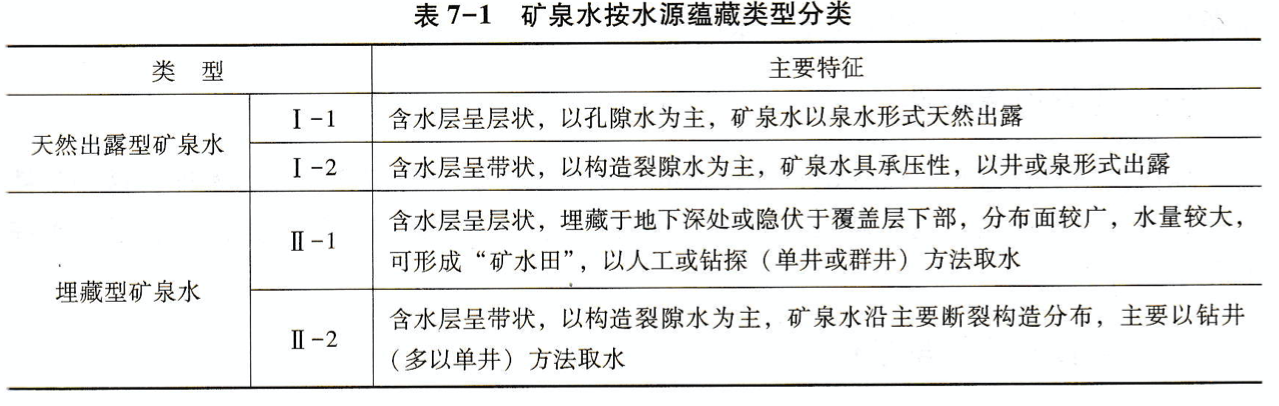 表 7-1 矿泉水按水源蕴藏类型分类
类 型 主要特征
天然出露型矿泉水
Ⅰ-1 含水层呈层状，以孔隙水为主，矿泉水以泉水形式天然出露
Ⅰ-2 含水层呈带状，以构造裂隙水为主，矿泉水具承压性，以井或泉形式出露
埋藏型矿泉水
Ⅱ-1 含水层呈层状，埋藏于地下深处或隐伏于覆盖层下部，分布面较广，水量较大，
可形成“矿水田”，以人工或钻探（单井或群井）方法取水
Ⅱ-2 含水层呈带状，以构造裂隙水为主，矿泉水沿主要断裂构造分布，主要以钻井
（多以单井）方法取水